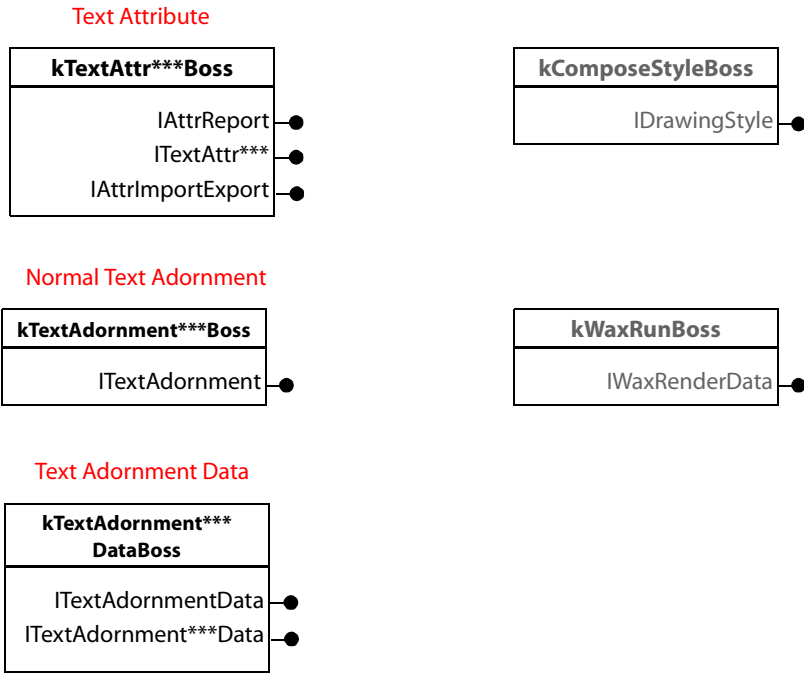 Text Attribute
kTextAttr***Boss
IAttrReport
ITextAttr***
IAttrImportExport
kComposeStyleBoss
IDrawingStyle
Normal Text Adornment
kTextAdornment***Boss
ITextAdornment
kWaxRunBoss
IWaxRenderData
Text Adornment Data
kTextAdornment***
DataBoss
ITextAdornmentData
ITextAdornment***Data